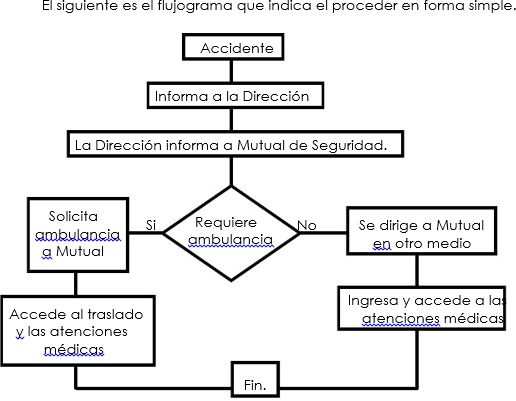 El siguiente es el flujograma que indica el proceder en forma simple.
Accidente
Informa a la Dirección
La Dirección informa a Mutual de Seguridad.
Requiere
ambulancia
Si
No
Solicita
ambulancia
a Mutual
Se dirige a Mutual
en otro medio
Accede al traslado
y las atenciones
médicas
Ingresa y accede a las
atenciones médicas
Fin.